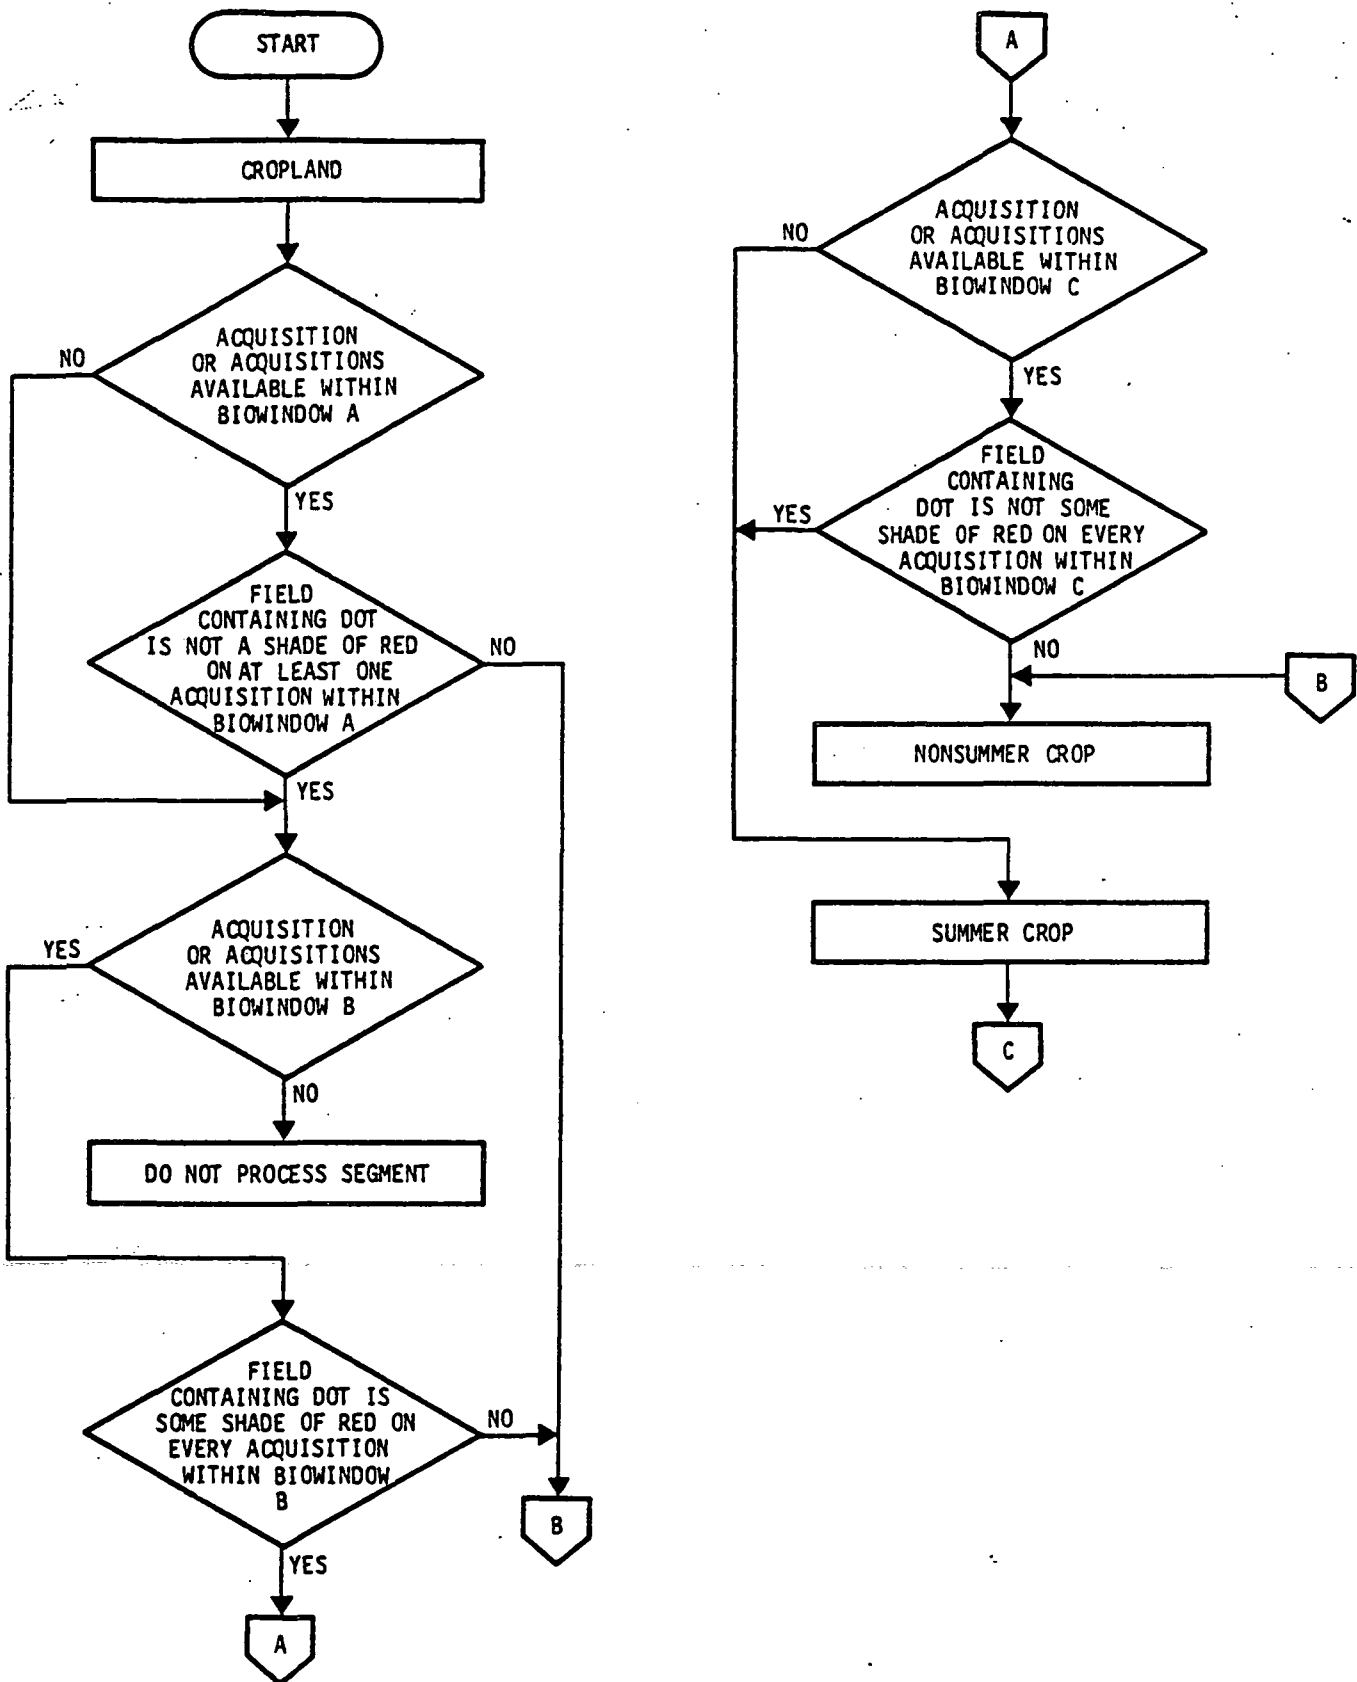 START
CROPLAND
ACQUISITION
OR ACQUISITIONS
AVAILABLE WITHIN
BIOWINDOW A
NO
YES
FIELD
CONTAINING DOT
IS NOT A SHADE OF RED
ON AT LEAST ONE
ACQUISITION WITHIN
BIOWINDOW A
NO
YES
ACQUISITION
OR ACQUISITIONS
AVAILABLE WITHIN
BIOWINDOW B
YES
NO
DO NOT PROCESS SEGMENT
FIELD
CONTAINING DOT IS
SOME SHADE OF RED ON
EVERY ACQUISITION
WITHIN BIOWINDOW
B
NO
B
YES
A
A
ACQUISITION
OR ACQUISITIONS
AVAILABLE WITHIN
BIOWINDOW C
NO
YES
FIELD
CONTAINING
DOT IS NOT SOME
SHADE OF RED ON EVERY
ACQUISITION WITHIN
BIOWINDOW C
YES
NO
B
NONSUMMER CROP
SUMMER CROP
C